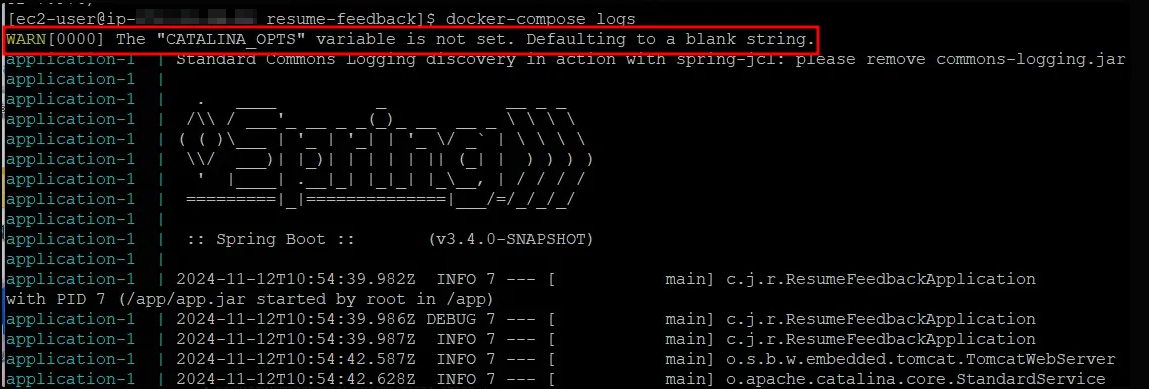 [ec2-user@ip- resume-feedback]$ docker-compose logs
WARN[0000] The "CATALINA_OPTS" variable is not set. Defaulting to a blank string.
application-1 | Standard Commons Logging discovery in action with spring-jcl: please remove commons-logging.jar
application-1 |
application-1 |   .   ____          _            __ _ _
application-1 |  /\\ / ___'_ __ _ _(_)_ __  __ _ \ \ \ \
application-1 | ( ( )\___ | '_ | '_| | '_ \/ _` | \ \ \ \
application-1 |  \\/  ___)| |_)| | | | | || (_| |  ) ) ) )
application-1 |   '  |____| .__|_| |_|_| |_\__, | / / / /
application-1 |  =========|_|==============|___/=/_/_/_/
application-1 |
application-1 |  :: Spring Boot ::       (v3.4.0-SNAPSHOT)
application-1 |
application-1 | 2024-11-12T10:54:39.982Z  INFO 7 --- [           main] c.j.r.ResumeFeedbackApplication
with PID 7 (/app/app.jar started by root in /app)
application-1 | 2024-11-12T10:54:39.986Z DEBUG 7 --- [           main] c.j.r.ResumeFeedbackApplication
application-1 | 2024-11-12T10:54:39.987Z  INFO 7 --- [           main] c.j.r.ResumeFeedbackApplication
application-1 | 2024-11-12T10:54:42.587Z  INFO 7 --- [           main] o.s.b.w.embedded.tomcat.TomcatWebServer
application-1 | 2024-11-12T10:54:42.628Z  INFO 7 --- [           main] o.apache.catalina.core.StandardService